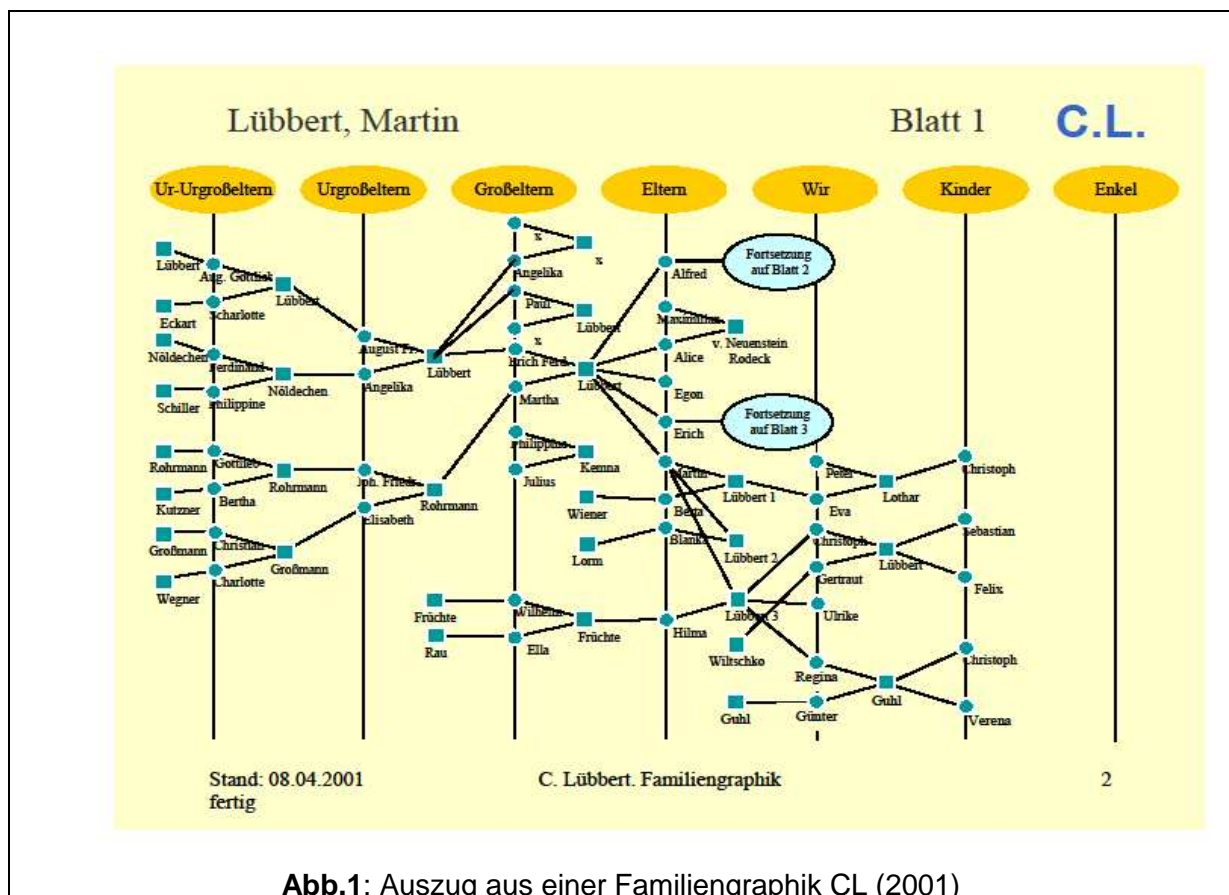 Lübbert, Martin
Blatt 1
C.L.
Ur-Urgroßeltern
Urgroßeltern
Großeltern
Eltern
Wir
Kinder
Enkel
Lübbert
Aug. Gottlieb
Lübbert
Eckart
Scharlotte
Nöldechen
Ferdinand
Nöldechen
Schiller
Philippine
Rohrmann
Gottlieb
Rohrmann
Kutzner
Bertha
Großmann
Christian
Großmann
Wegner
Charlotte
August Fr.
Lübbert
Angelika
Joh. Friedr.
Rohrmann
Elisabeth
x
x
Angelika
Paul
Lübbert
x
Erich Ferd.
Lübbert
Martha
Philippine
Kemna
Julius
Wiener
Lorm
Früchte
Wilhelm
Früchte
Rau
Ella
Alfred
Fortsetzung
auf Blatt 2
Maximilian
v. Neuenstein
Rodeck
Alice
Egon
Erich
Fortsetzung
auf Blatt 3
Martin
Lübbert 1
Berta
Blanka
Lübbert 2
Hilma
Lübbert 3
Wiltschko
Guhl
Peter
Lothar
Eva
Christoph
Lübbert
Gertraut
Ulrike
Regina
Guhl
Günter
Christoph
Sebastian
Felix
Christoph
Verena
Stand: 08.04.2001
fertig
C. Lübbert. Familiengraphik
2
Abb.1: Auszug aus einer Familiengraphik CL (2001)